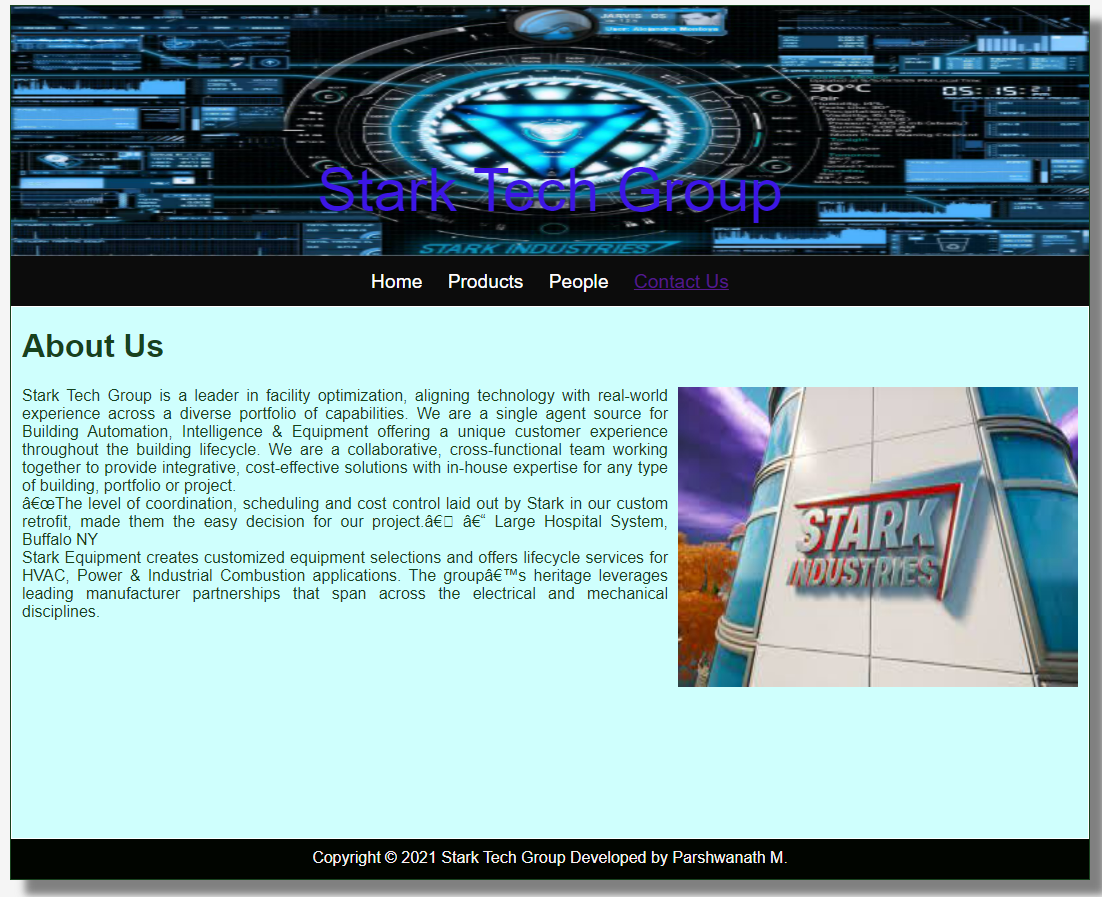 JARVIS OS
User: Alejandra Montoya
30°C
05:15:21
Fair
Stark Tech Group
STARK INDUSTRIES
Home Products People Contact Us
About Us
Stark Tech Group is a leader in facility optimization, aligning technology with real-world
experience across a diverse portfolio of capabilities. We are a single agent source for
Building Automation, Intelligence & Equipment offering a unique customer experience
throughout the building lifecycle. We are a collaborative, cross-functional team working
together to provide integrative, cost-effective solutions with in-house expertise for any type
of building, portfolio or project.
â€œThe level of coordination, scheduling and cost control laid out by Stark in our custom
retrofit, made them the easy decision for our project.â€□ â€“ Large Hospital System,
Buffalo NY
Stark Equipment creates customized equipment selections and offers lifecycle services for
HVAC, Power & Industrial Combustion applications. The groupâ€™s heritage leverages
leading manufacturer partnerships that span across the electrical and mechanical
disciplines.
STARK
INDUSTRIES
Copyright © 2021 Stark Tech Group Developed by Parshwanath M.